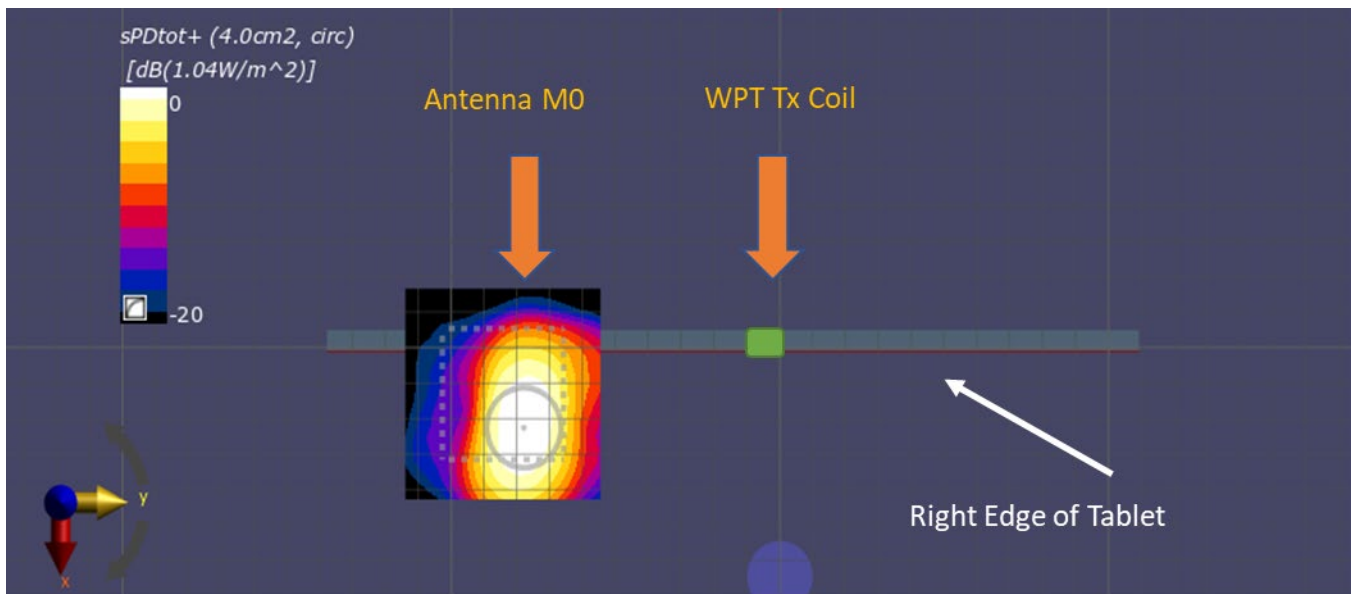 sPDtot+ (4.0cm2, circ)
[dB(1.04W/m^2)]
0
-20
Antenna M0
WPT Tx Coil
Right Edge of Tablet
y
x